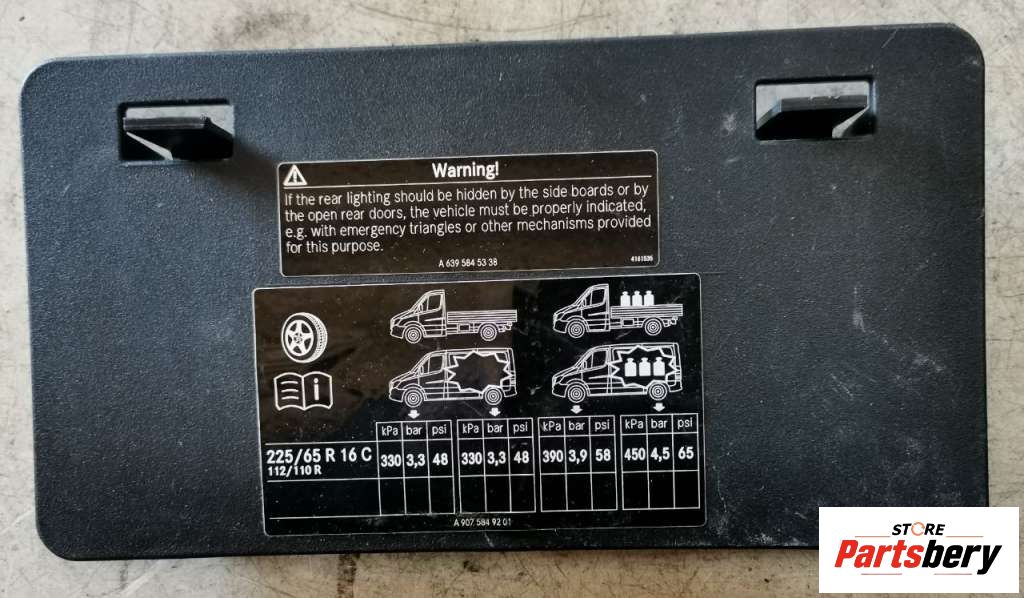 Warning!
If the rear lighting should be hidden by the side boards or by
the open rear doors, the vehicle must be properly indicated,
e.g. with emergency triangles or other mechanisms provided
for this purpose.
A 639 584 53 38 4161535
kPa bar psi kPa bar psi kPa bar psi kPa bar psi
225/65 R 16 C 330 3,3 48 330 3,3 48 390 3,9 58 450 4,5 65
112/110 R
A 907 584 92 01
STORE
Partsbery